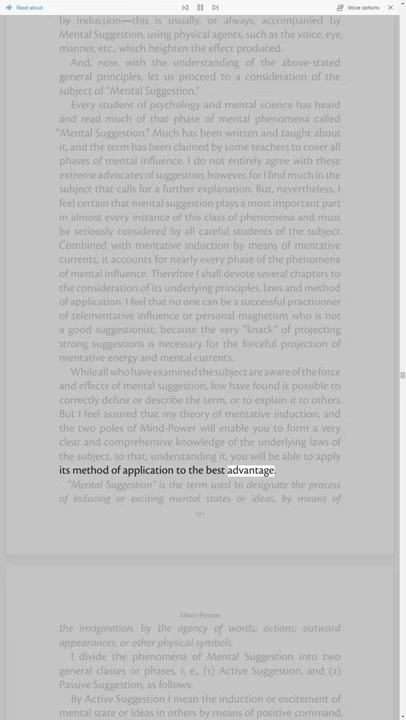 Read aloud
Voice options
by induction—this is usually, or always, accompanied by
Mental Suggestion, using physical agents, such as the voice, eye,
manner, etc., which heighten the effect produced.
And, now, with the understanding of the above-stated
general principles, let us proceed to a consideration of the
subject of "Mental Suggestion."
Every student of psychology and mental science has heard
and read much of that phase of mental phenomena called
"Mental Suggestion." Much has been written and taught about
it, and the term has been claimed by some teachers to cover all
phases of mental influence. I do not entirely agree with these
extreme advocates of suggestion, however, for I find much in the
subject that calls for a further explanation. But, nevertheless, I
feel certain that mental suggestion plays a most important part
in almost every instance of this class of phenomena and must
be seriously considered by all careful students of the subject.
Combined with mentative induction by means of mentative
currents, it accounts for nearly every phase of the phenomena
of mental influence. Therefore I shall devote several chapters to
the consideration of its underlying principles, laws and method
of application. I feel that no one can be a successful practitioner
of telementative influence or personal magnetism who is not
a good suggestionist, because the very "knack" of projecting
strong suggestions is necessary for the forceful projection of
mentative energy and mental currents.
While all who have examined the subject are aware of the force
and effects of mental suggestion, few have found it possible to
correctly define or describe the term, or to explain it to others.
But I feel assured that my theory of mentative induction, and
the two poles of Mind-Power will enable you to form a very
clear and comprehensive knowledge of the underlying laws of
the subject, so that, understanding it, you will be able to apply
its method of application to the best advantage.
"Mental Suggestion" is the term used to designate the process
of inducing or exciting mental states or ideas, by means of
Mind-Power
the imagination, by the agency of words; actions; outward
appearances; or other physical symbols.
I divide the phenomena of Mental Suggestion into two
general classes or phases, i. e., (1) Active Suggestion, and (2)
Passive Suggestion, as follows:
By Active Suggestion I mean the induction or excitement of
mental state or ideas in others by means of positive command,